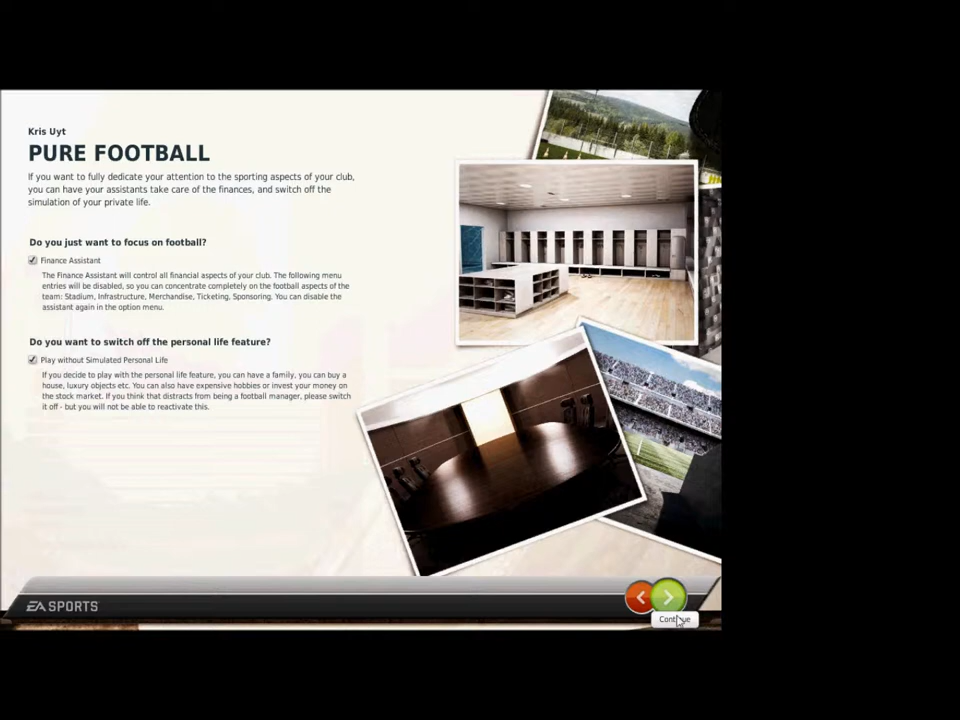 Kris Uyt
PURE FOOTBALL
If you want to fully dedicate your attention to the sporting aspects of your club,
you can have your assistants take care of the finances, and switch off the
simulation of your private life.
Do you just want to focus on football?
Finance Assistant
The Finance Assistant will control all financial aspects of your club. The following menu
entries will be disabled, so you can concentrate completely on the football aspects of the
team: Stadium, Infrastructure, Merchandise, Ticketing, Sponsoring. You can disable the
assistant again in the option menu.
Do you want to switch off the personal life feature?
Play without Simulated Personal Life
If you decide to play with the personal life feature, you can have a family, you can buy a
house, luxury objects etc. You can also have expensive hobbies or invest your money on
the stock market. If you think that distracts from being a football manager, please switch
it off - but you will not be able to reactivate this.
EA SPORTS
Continue